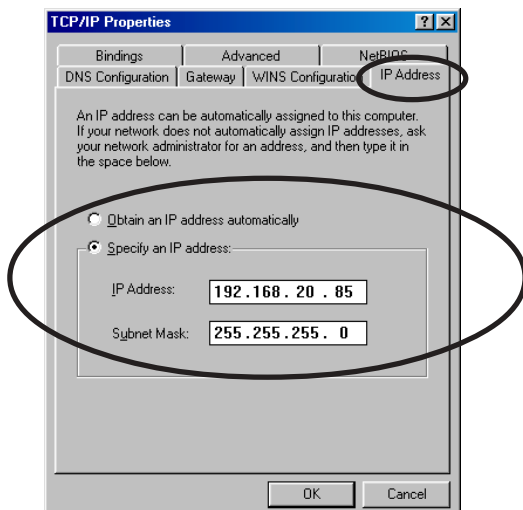 TCP/IP Properties
Bindings Advanced NetBIOS
DNS Configuration Gateway WINS Configuration IP Address
An IP address can be automatically assigned to this computer.
If your network does not automatically assign IP addresses, ask
your network administrator for an address, and then type it in
the space below.
Obtain an IP address automatically
Specify an IP address:
IP Address: 192.168. 20 . 85
Subnet Mask: 255.255.255. 0
OK Cancel